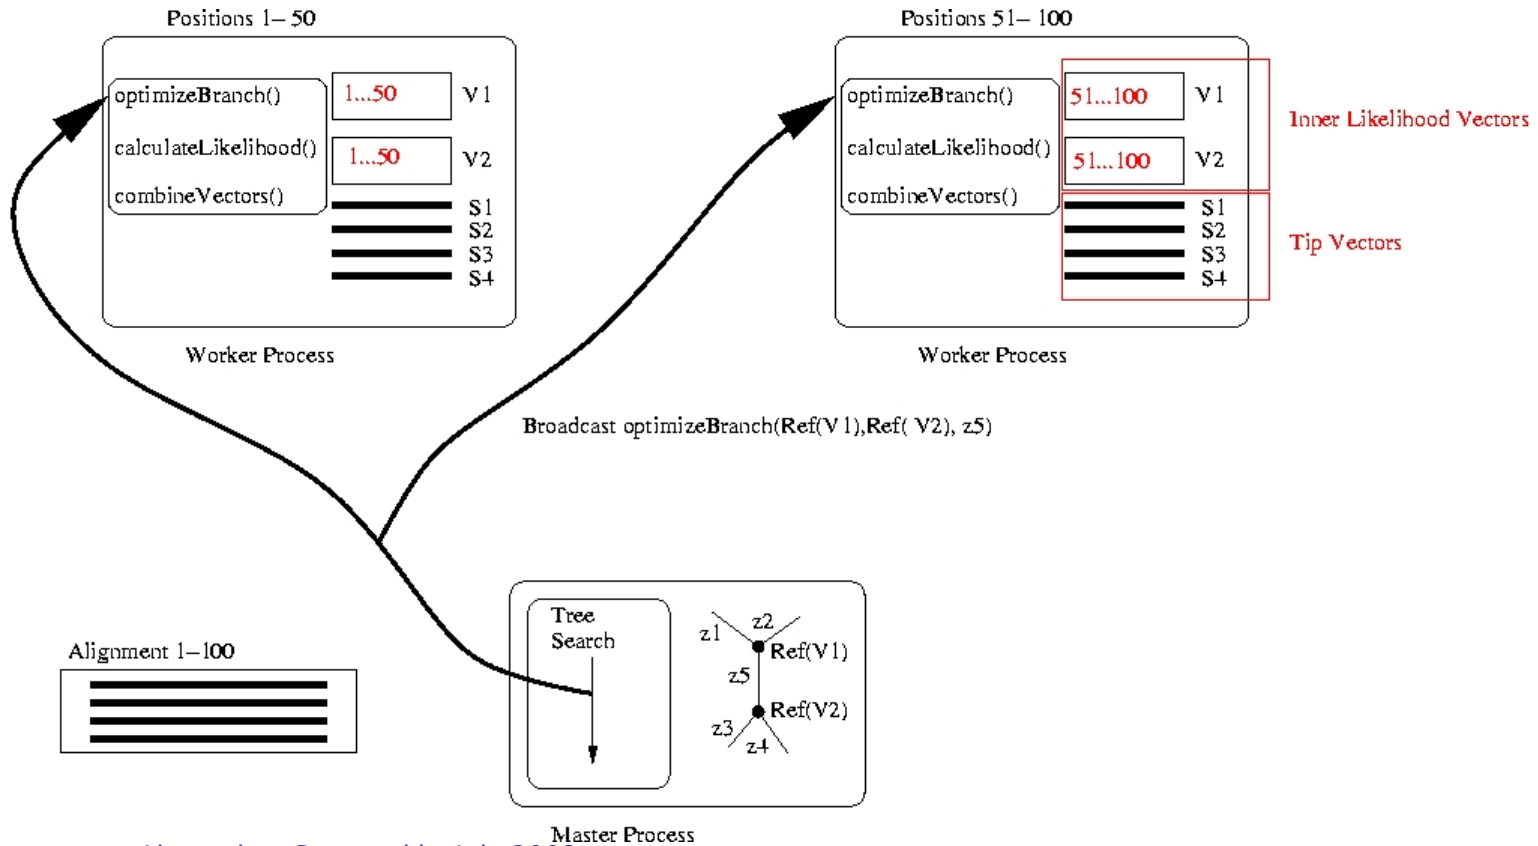 Positions 1– 50
optimizeBranch()
calculateLikelihood()
combineVectors()
1...50
V1
1...50
V2
S1
S2
S3
S4
Worker Process
Positions 51– 100
optimizeBranch()
calculateLikelihood()
combineVectors()
51...100
V1
51...100
V2
S1
S2
S3
S4
Inner Likelihood Vectors
Tip Vectors
Worker Process
Broadcast optimizeBranch(Ref(V1),Ref( V2), z5)
Alignment 1–100
Tree
Search
z1
z2
Ref(V1)
z5
Ref(V2)
z3
z4
Master Process